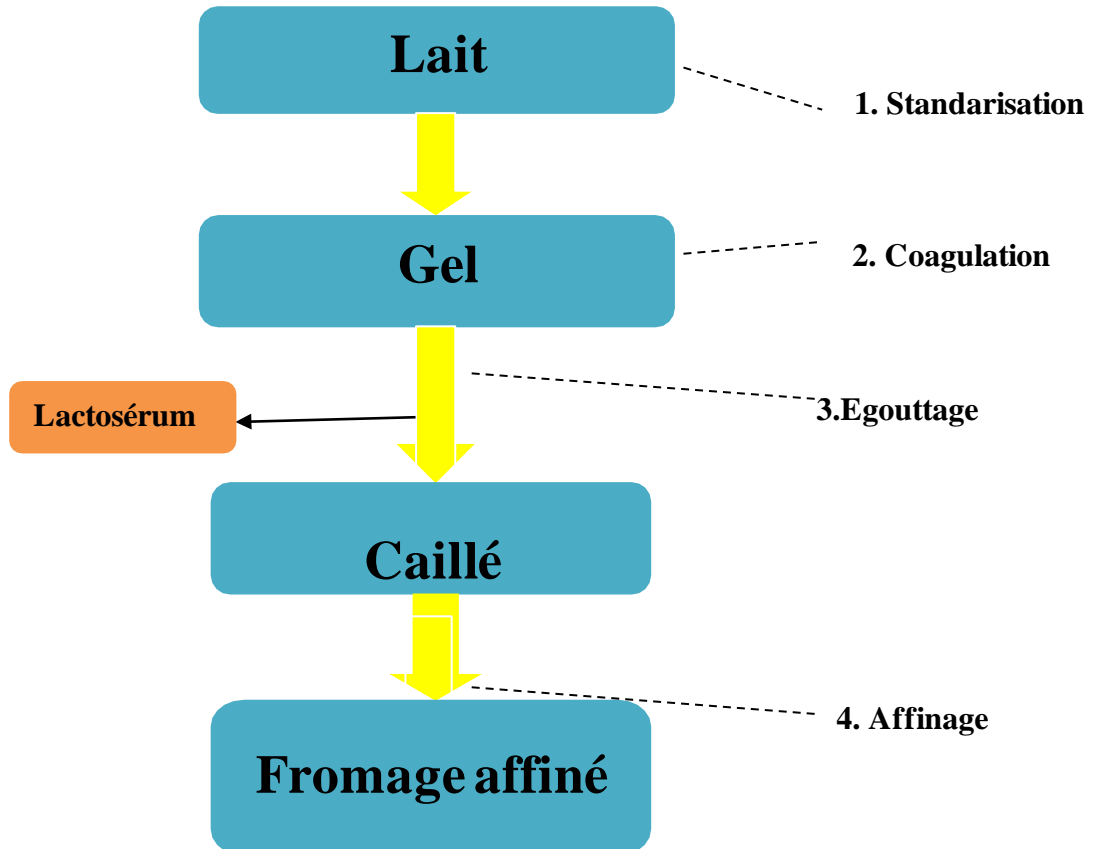 Lait
1. Standarisation
Gel
2. Coagulation
Lactosérum
3.Egouttage
Caillé
4. Affinage
Fromage affiné